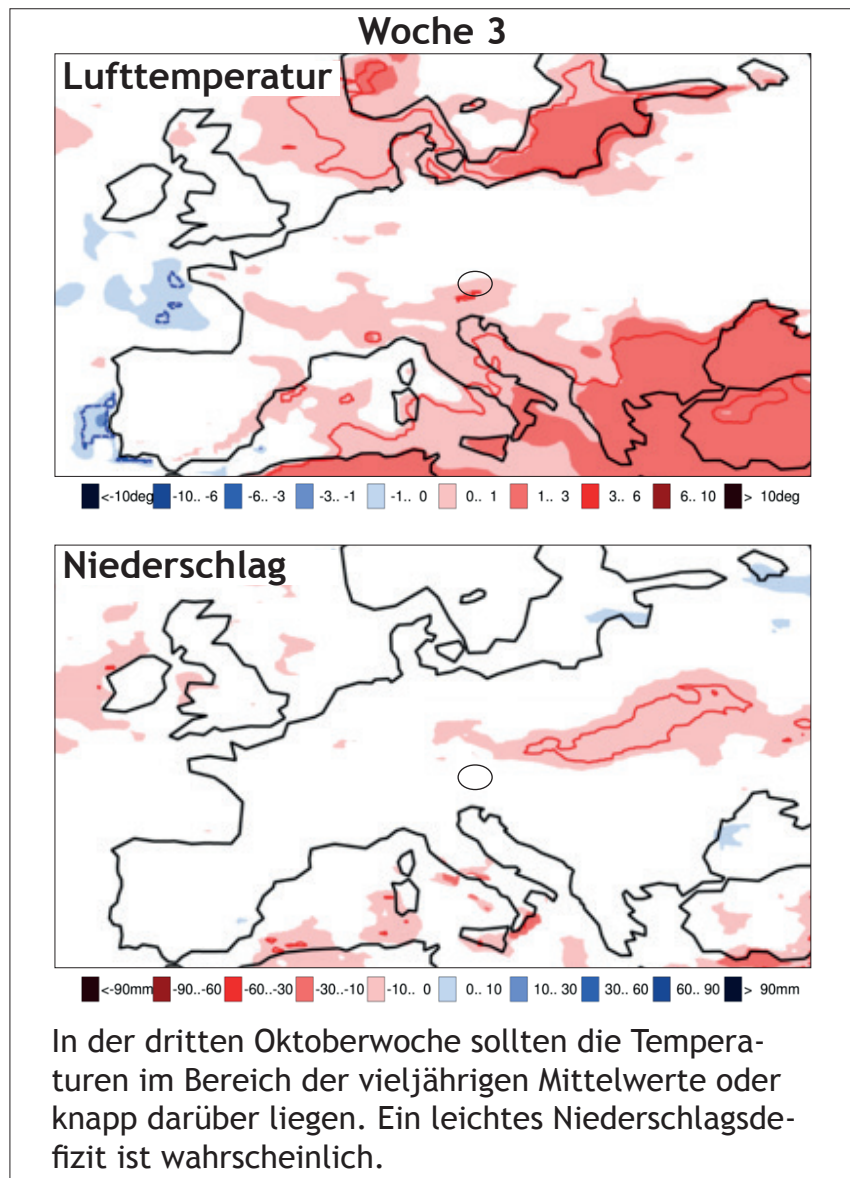 Woche 3
Lufttemperatur
<-10deg -10.. -6 -6.. -3 -3.. -1 -1.. 0 0.. 1 1.. 3 3.. 6 6.. 10 > 10deg
Niederschlag
<-90mm -90..-60 -60..-30 -30..-10 -10.. 0 0.. 10 10.. 30 30.. 60 60.. 90 > 90mm
In der dritten Oktoberwoche sollten die Tempera-
turen im Bereich der vieljährigen Mittelwerte oder
knapp darüber liegen. Ein leichtes Niederschlagsde-
fizit ist wahrscheinlich.